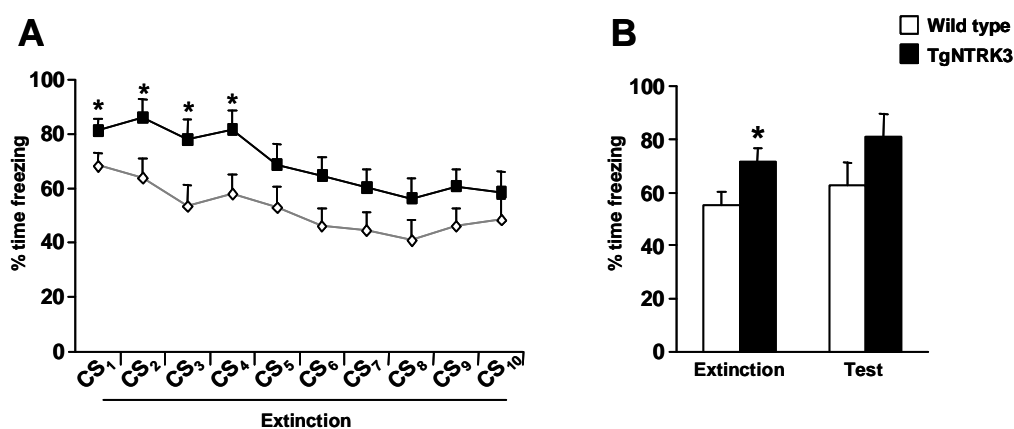 A
% time freezing
100
80
60
40
20
0
* * * *
CS1 CS2 CS3 CS4 CS5 CS6 CS7 CS8 CS9 CS10
Extinction
B
Wild type
TgNTRK3
% time freezing
100
80
60
40
20
0
*
Extinction Test